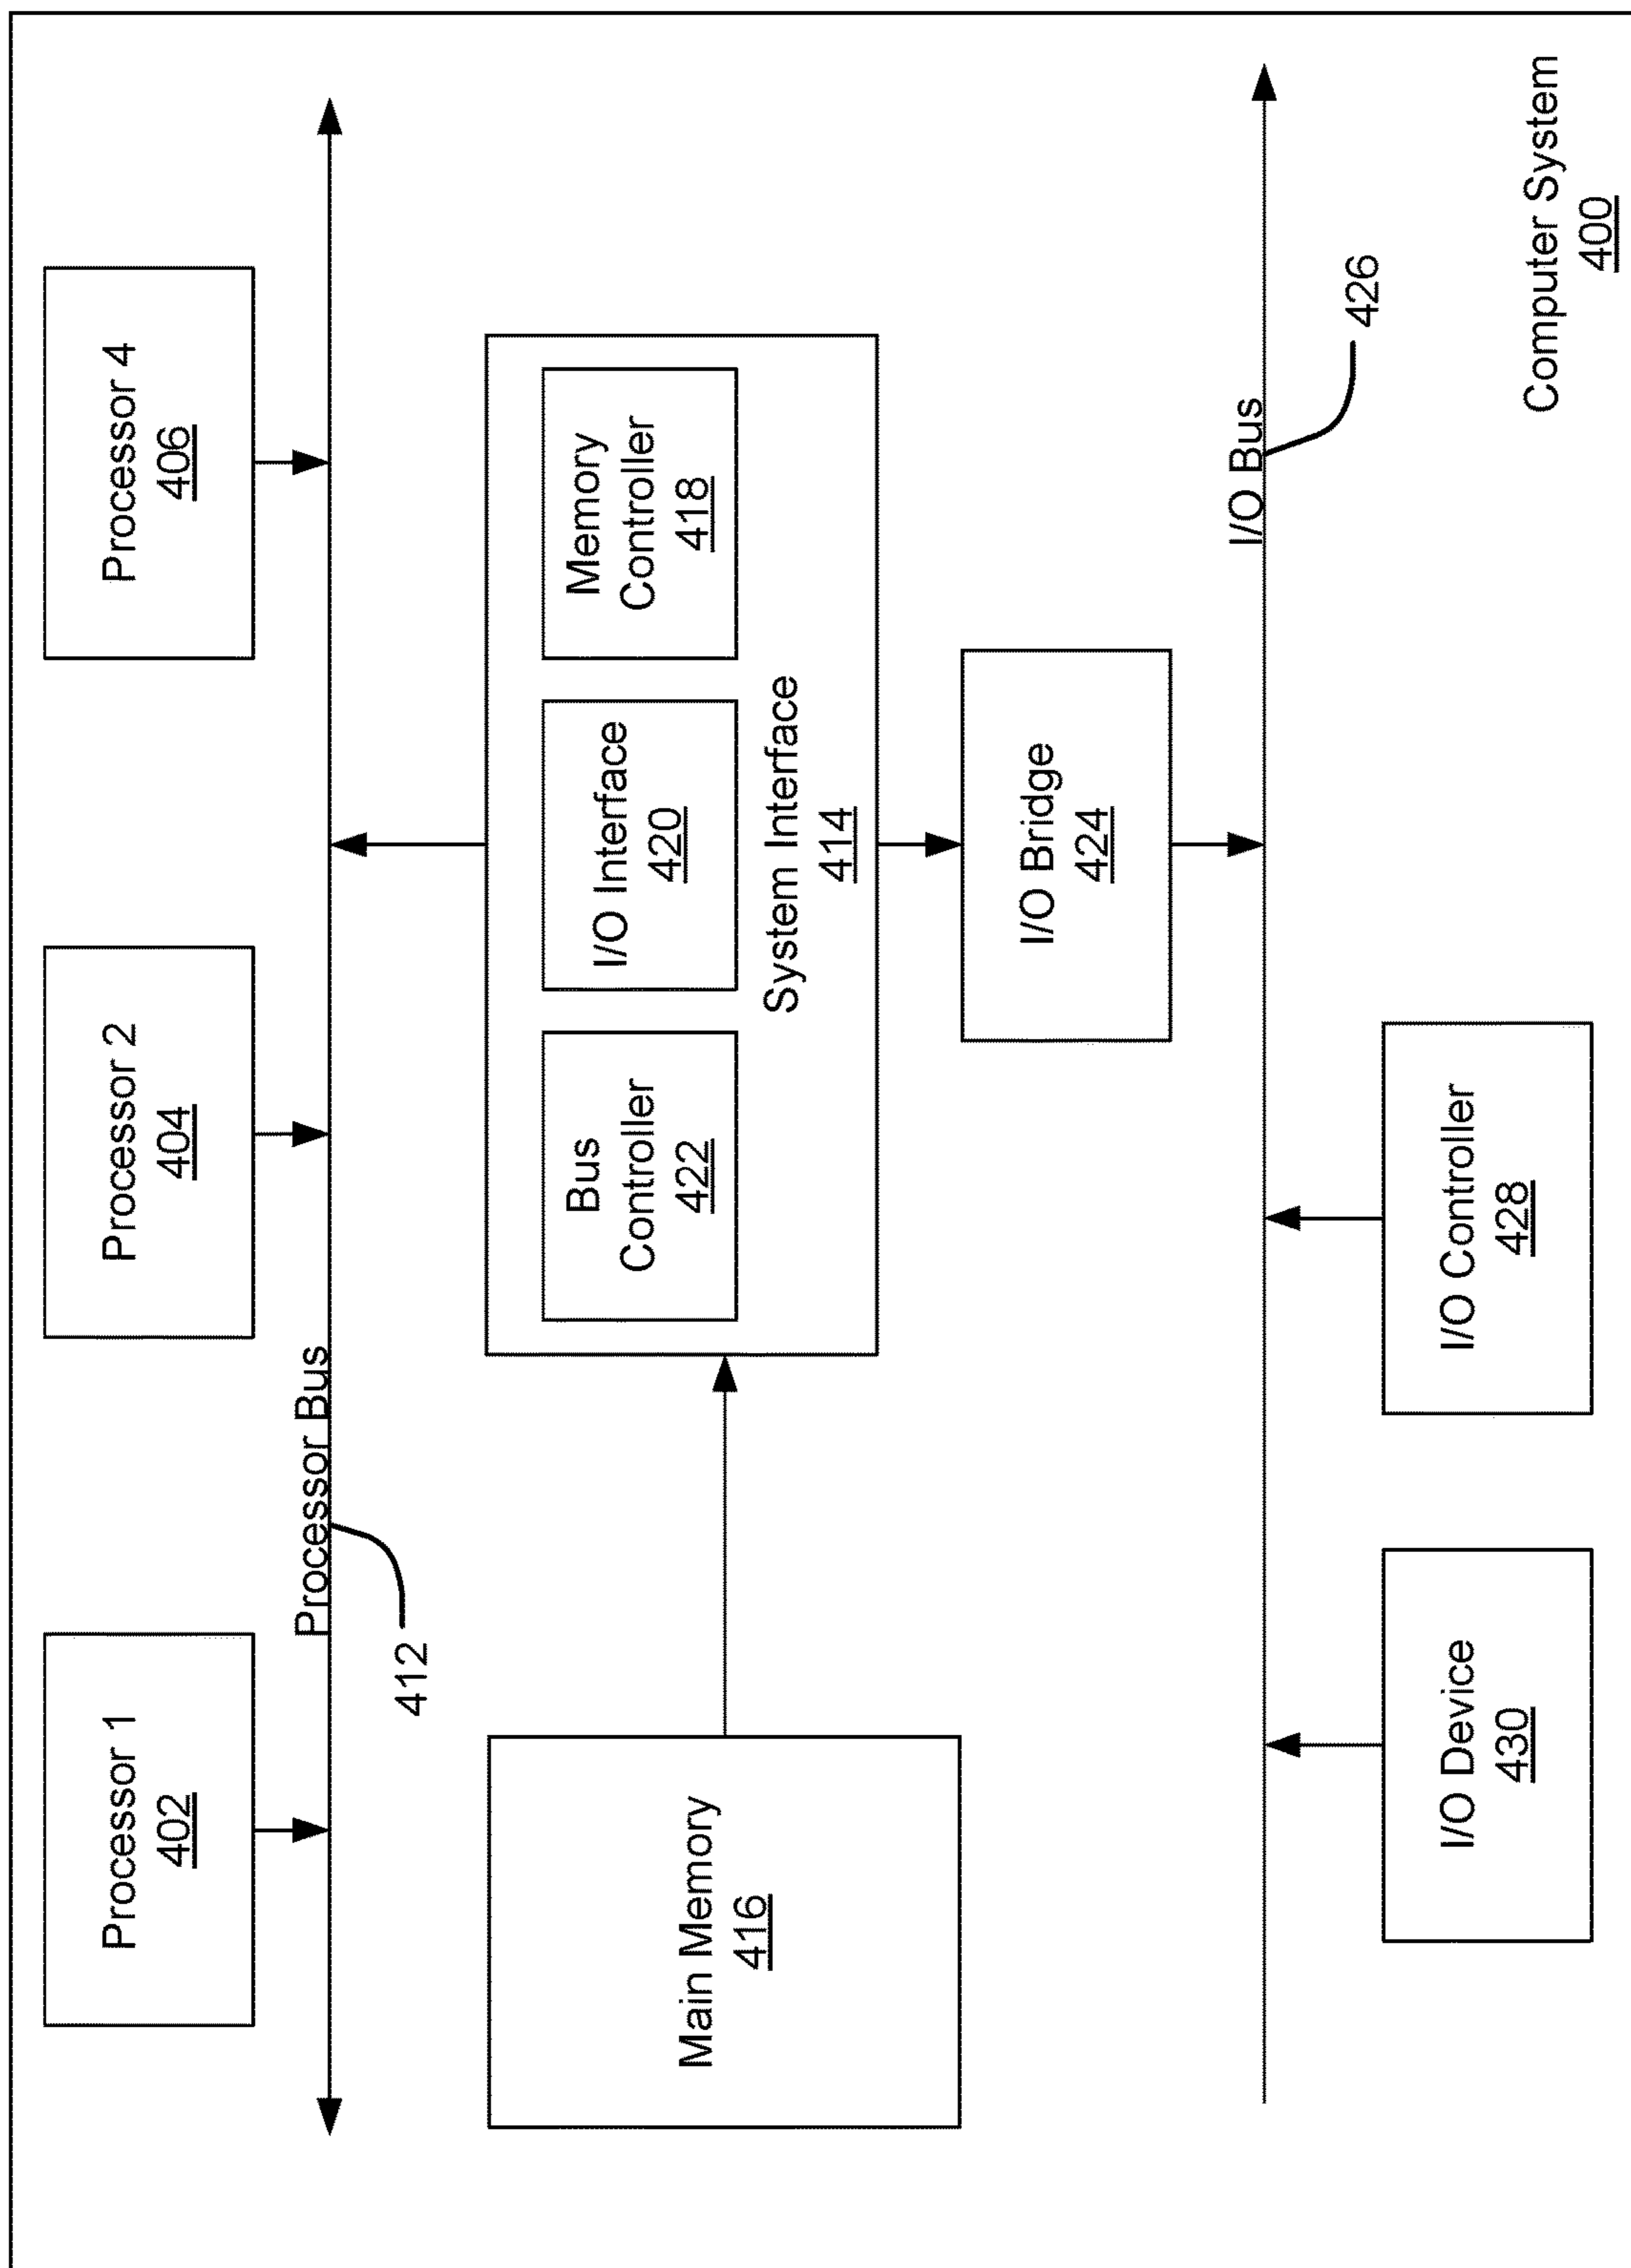 Processor 1
402
Processor 2
404
Processor 4
406
Processor Bus
412
Main Memory
416
Bus
Controller
422
I/O Interface
420
Memory
Controller
418
System Interface
414
I/O Bridge
424
I/O Bus
426
I/O Device
430
I/O Controller
428
Computer System
400